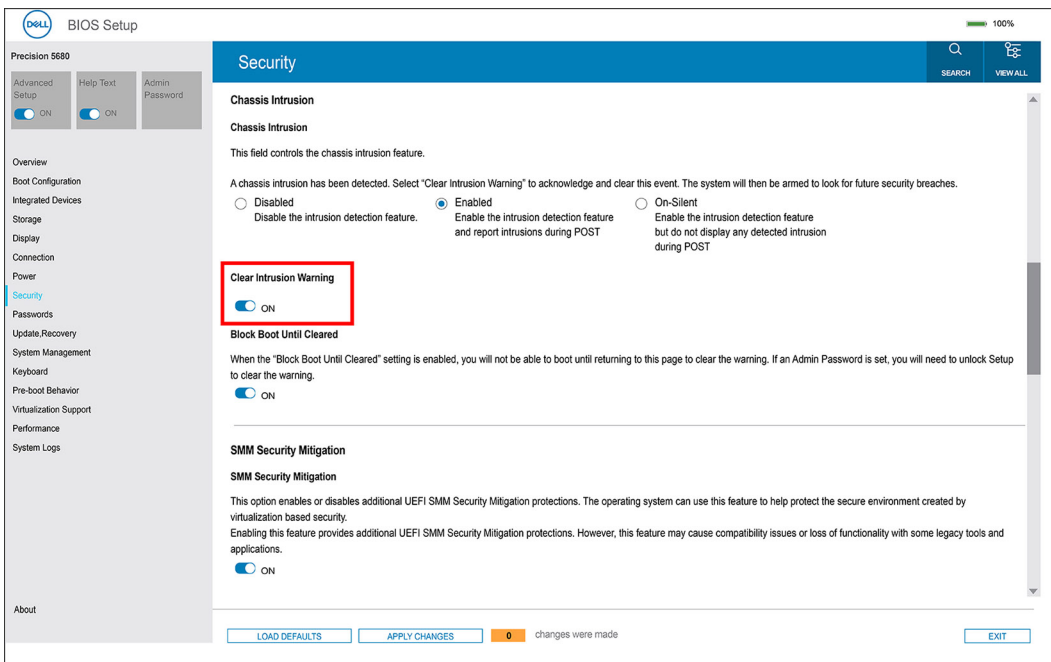 DELL
BIOS Setup
100%
Precision 5680
Advanced Setup
ON
Help Text
ON
Admin Password
Overview
Boot Configuration
Integrated Devices
Storage
Display
Connection
Power
Security
Passwords
Update,Recovery
System Management
Keyboard
Pre-boot Behavior
Virtualization Support
Performance
System Logs
About
Security
SEARCH
VIEW ALL
Chassis Intrusion
Chassis Intrusion
This field controls the chassis intrusion feature.
A chassis intrusion has been detected. Select “Clear Intrusion Warning” to acknowledge and clear this event. The system will then be armed to look for future security breaches.
Disabled
Disable the intrusion detection feature.
Enabled
Enable the intrusion detection feature
and report intrusions during POST
On-Silent
Enable the intrusion detection feature
but do not display any detected intrusion
during POST
Clear Intrusion Warning
ON
Block Boot Until Cleared
When the “Block Boot Until Cleared” setting is enabled, you will not be able to boot until returning to this page to clear the warning. If an Admin Password is set, you will need to unlock Setup
to clear the warning.
ON
SMM Security Mitigation
SMM Security Mitigation
This option enables or disables additional UEFI SMM Security Mitigation protections. The operating system can use this feature to help protect the secure environment created by
virtualization based security.
Enabling this feature provides additional UEFI SMM Security Mitigation protections. However, this feature may cause compatibility issues or loss of functionality with some legacy tools and
applications.
ON
LOAD DEFAULTS
APPLY CHANGES
0
changes were made
EXIT